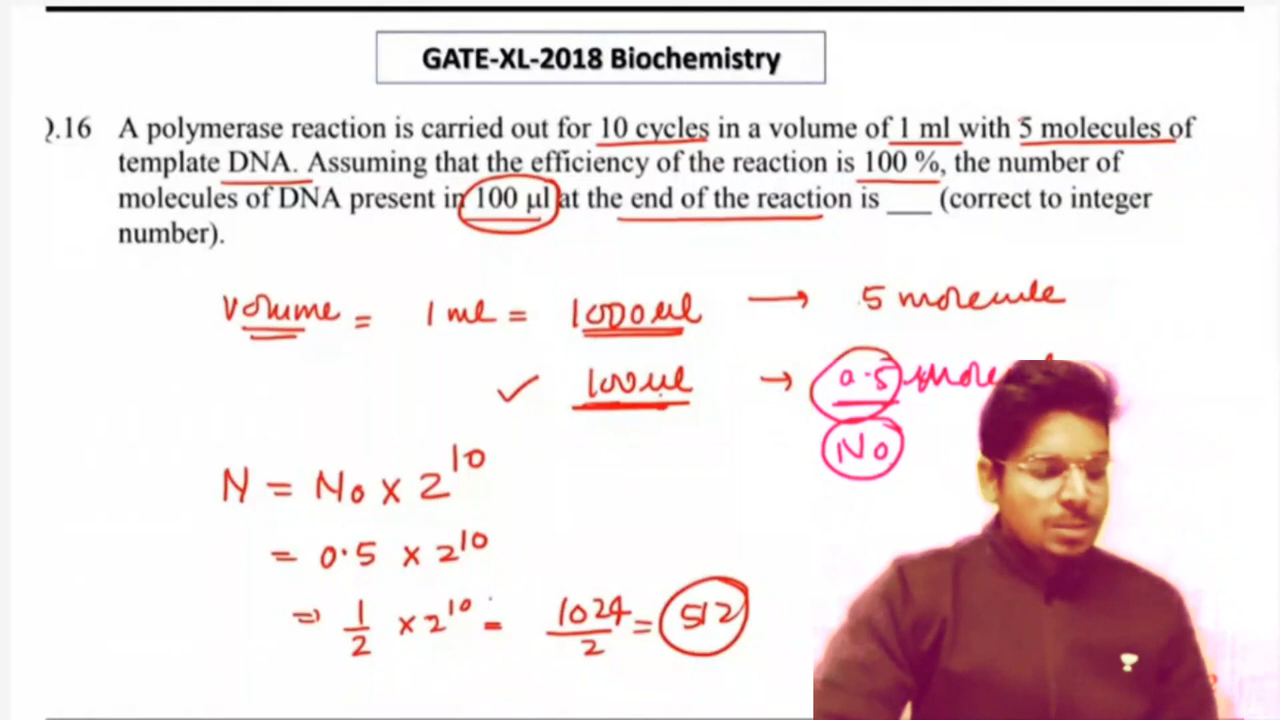 GATE-XL-2018 Biochemistry
Q.16 A polymerase reaction is carried out for 10 cycles in a volume of 1 ml with 5 molecules of
template DNA. Assuming that the efficiency of the reaction is 100 %, the number of
molecules of DNA present in 100 μl at the end of the reaction is ___ (correct to integer
number).
Volume = 1 ml = 1000 μl → 5 molecule
✓ 100 μl → 0.5
No
N = No × 2^10
= 0.5 × 2^10
⇒ 1/2 × 2^10 = 1024/2 = 512